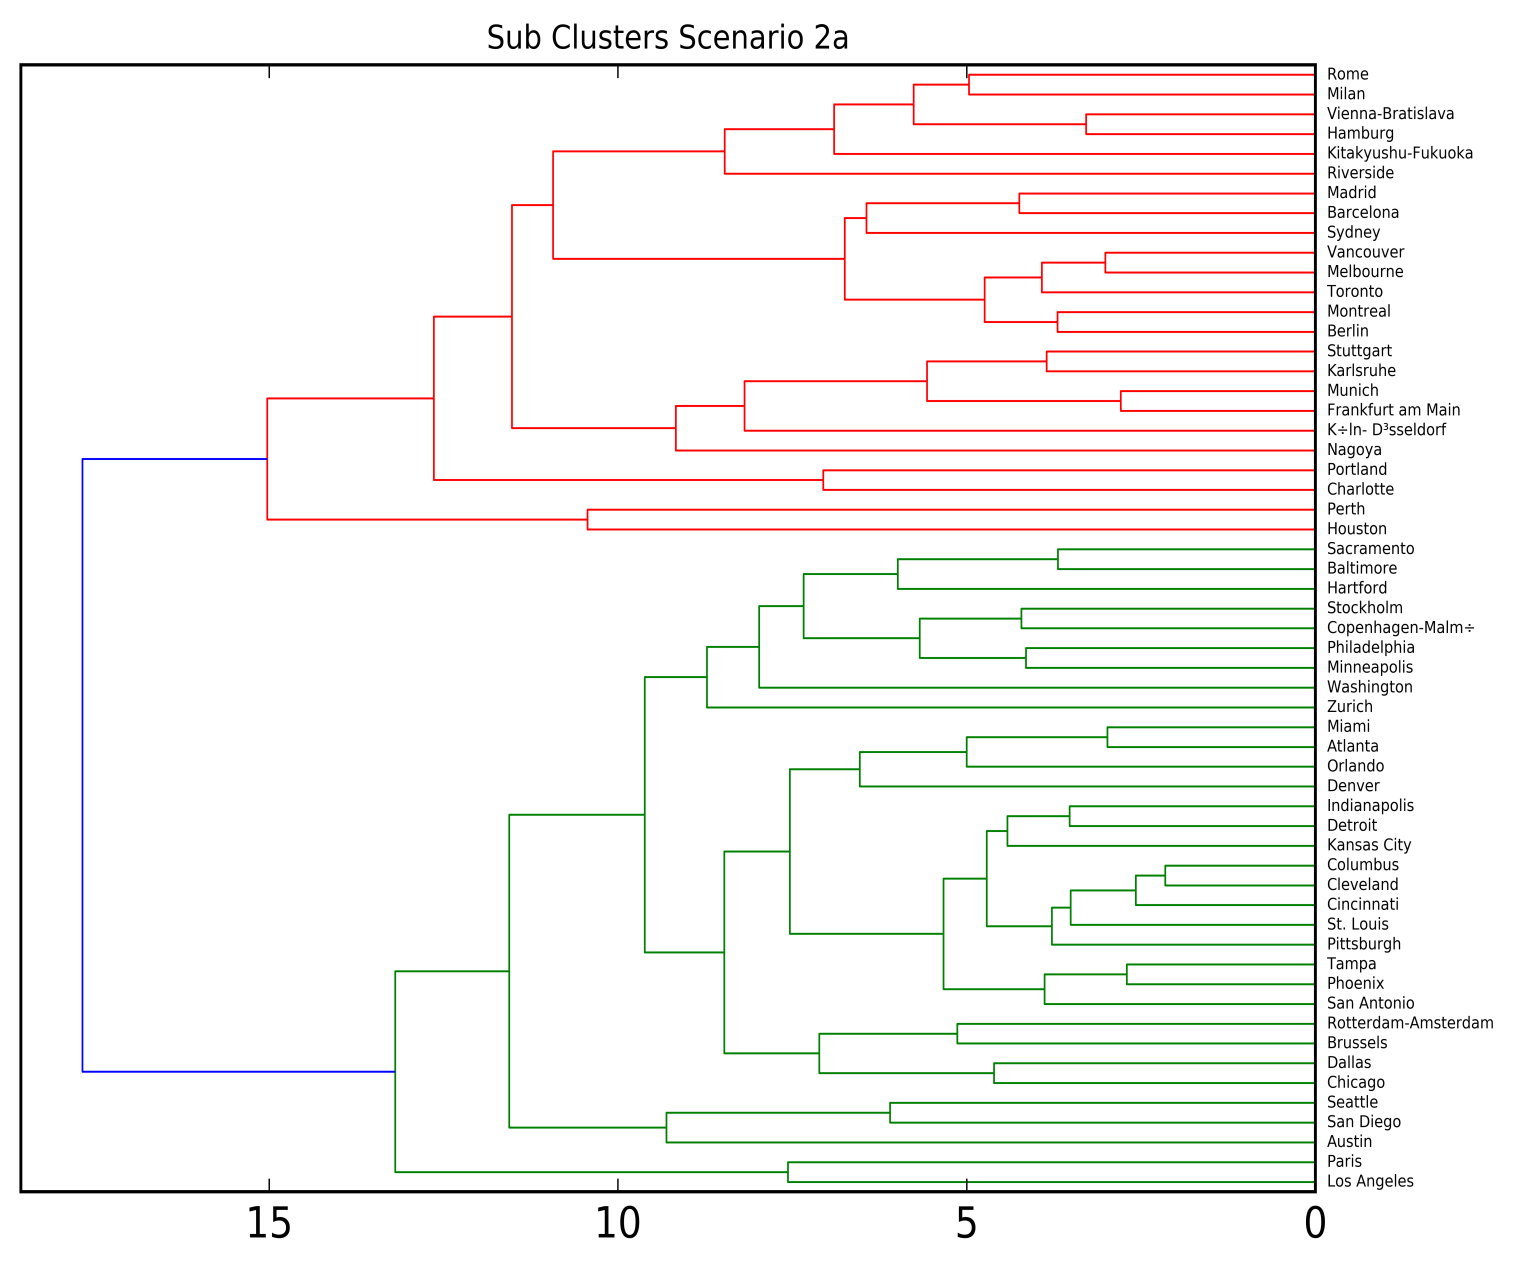 Sub Clusters Scenario 2a
Rome
Milan
Vienna-Bratislava
Hamburg
Kitakyushu-Fukuoka
Riverside
Madrid
Barcelona
Sydney
Vancouver
Melbourne
Toronto
Montreal
Berlin
Stuttgart
Karlsruhe
Munich
Frankfurt am Main
K÷ln- D³sseldorf
Nagoya
Portland
Charlotte
Perth
Houston
Sacramento
Baltimore
Hartford
Stockholm
Copenhagen-Malm÷
Philadelphia
Minneapolis
Washington
Zurich
Miami
Atlanta
Orlando
Denver
Indianapolis
Detroit
Kansas City
Columbus
Cleveland
Cincinnati
St. Louis
Pittsburgh
Tampa
Phoenix
San Antonio
Rotterdam-Amsterdam
Brussels
Dallas
Chicago
Seattle
San Diego
Austin
Paris
Los Angeles
15 10 5 0